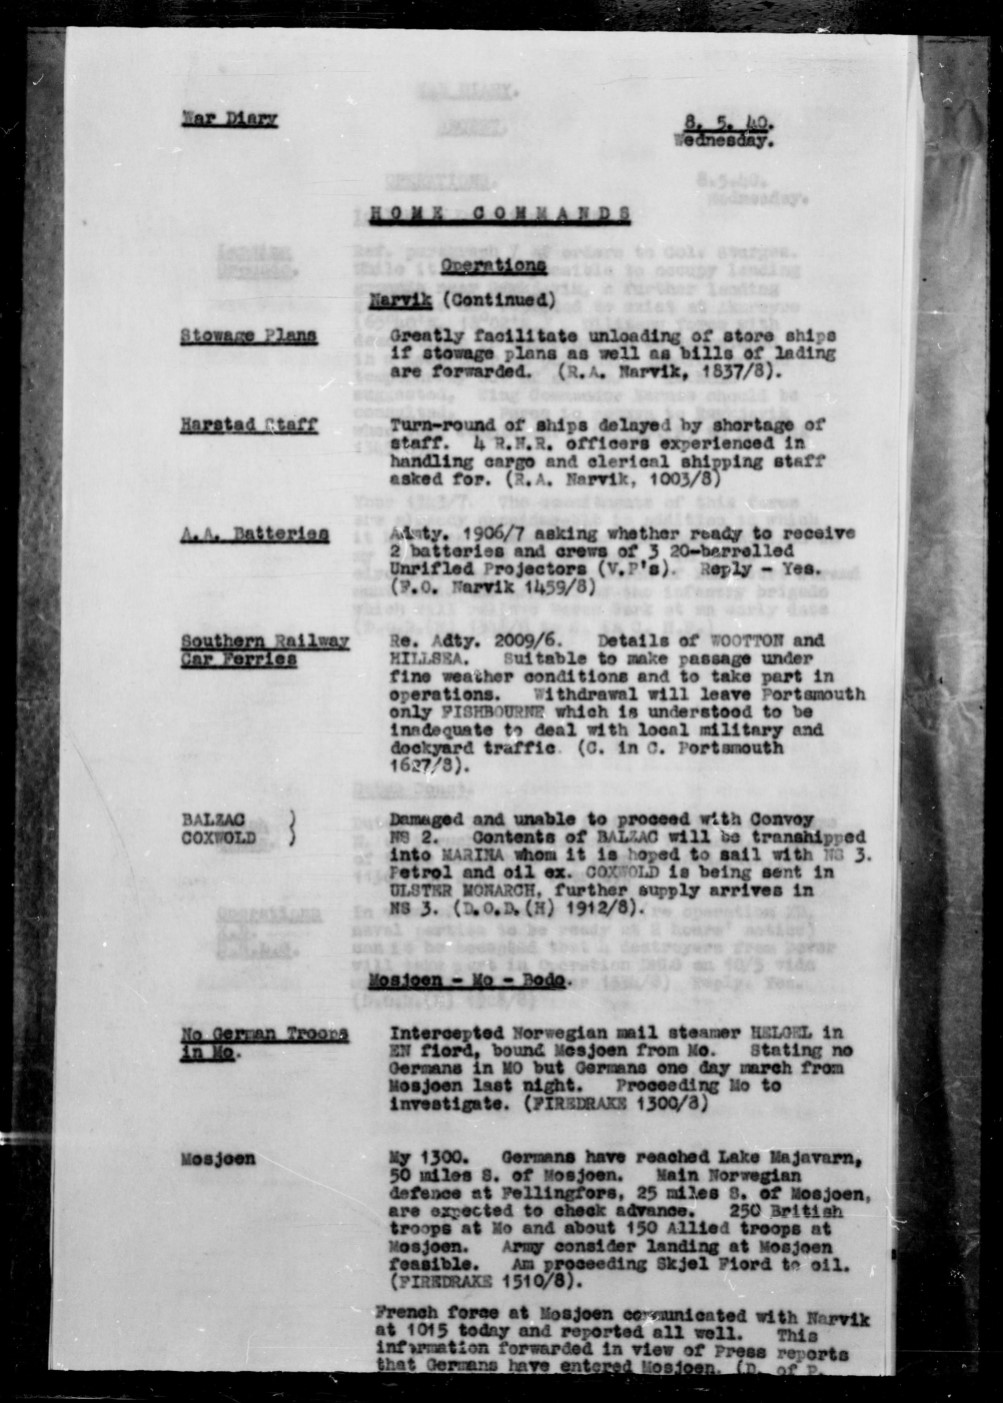 War Diary
8. 5. 40.
Wednesday.
HOME COMMANDS
Operations
Narvik (Continued)
Stowage Plans
Greatly facilitate unloading of store ships
if stowage plans as well as bills of lading
are forwarded. (R.A. Narvik, 1837/8).
Harstad Staff
Turn-round of ships delayed by shortage of
staff. 4 R.N.R. officers experienced in
handling cargo and clerical shipping staff
asked for. (R.A. Narvik, 1003/8)
A.A. Batteries
Admty. 1906/7 asking whether ready to receive
2 batteries and crews of 3 20-barrelled
Unrifled Projectors (V.P's). Reply - Yes.
(F.O. Narvik 1459/8)
Southern Railway
Car Ferries
Re. Adty. 2009/6. Details of WOOTTON and
HILLSEA. Suitable to make passage under
fine weather conditions and to take part in
operations. Withdrawal will leave Portsmouth
only FISHBOURNE which is understood to be
inadequate to deal with local military and
dockyard traffic. (C. in C. Portsmouth
1627/8).
BALZAC )
COXWOLD )
Damaged and unable to proceed with Convoy
NS 2. Contents of BALZAC will be transhipped
into MARINA whom it is hoped to sail with NS 3.
Petrol and oil ex. COXWOLD is being sent in
ULSTER MONARCH, further supply arrives in
NS 3. (D.O.D.(H) 1912/8).
Mosjoen - Mo - Bodo.
No German Troops
in Mo.
Intercepted Norwegian mail steamer in
fiord, bound Mosjoen from Mo. Stating no
Germans in MO but Germans one day march from
Mosjoen last night. Proceeding Mo to
investigate. (FIREDRAKE 1300/8)
Mosjoen
My 1300. Germans have reached Lake Majavarn,
50 miles S. of Mosjoen. Main Norwegian
defence at Fellingfors, 25 miles S. of Mosjoen,
are expected to check advance. 250 British
troops at Mo and about 150 Allied troops at
Mosjoen. Army consider landing at Mosjoen
feasible. Am proceeding Skjel Fiord to oil.
(FIREDRAKE 1510/8).
French force at Mosjoen communicated with Narvik
at 1015 today and reported all well. This
information forwarded in view of Press reports
that Germans have entered Mosjoen. (D. of P.